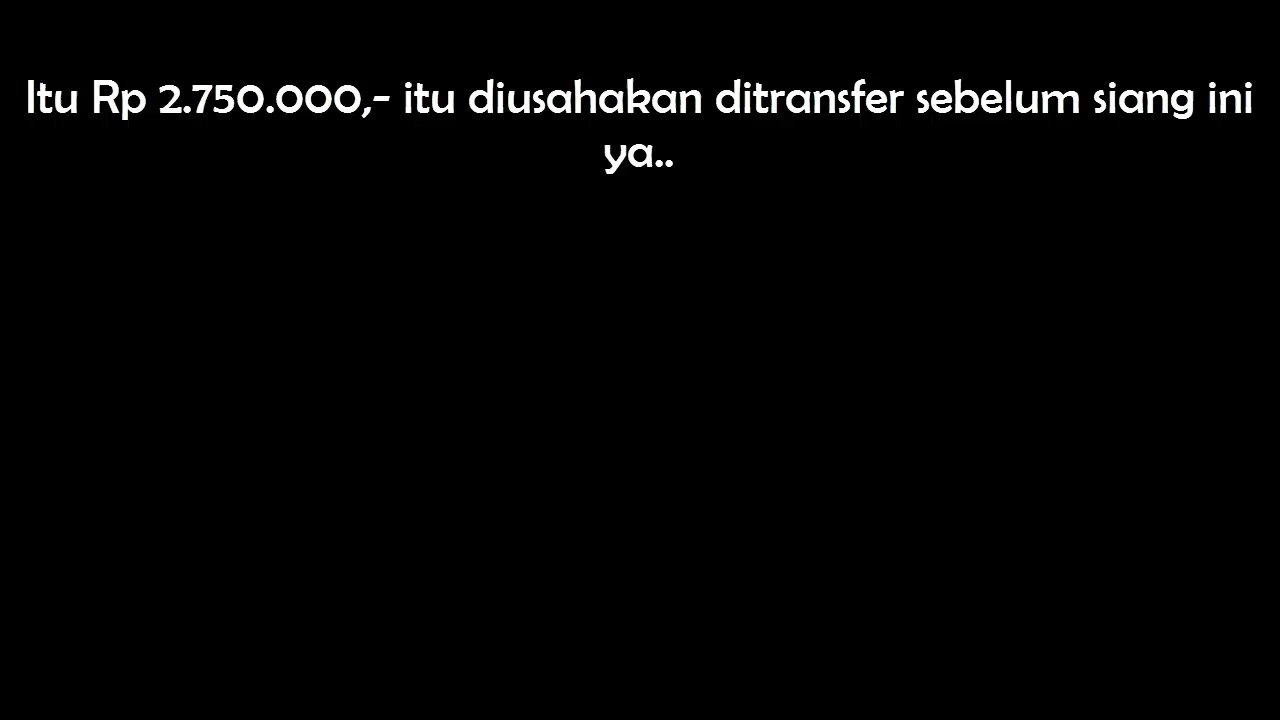 Itu Rp 2.750.000,- itu diusahakan ditransfer sebelum siang ini
ya..